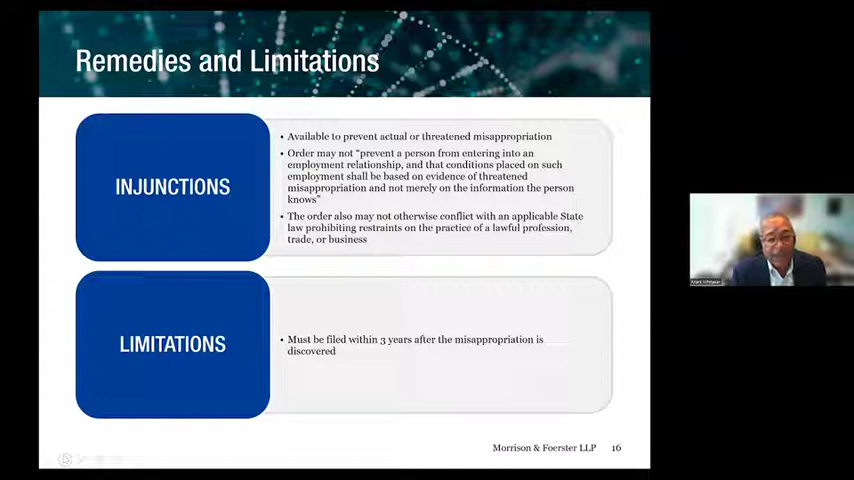 Remedies and Limitations
INJUNCTIONS
• Available to prevent actual or threatened misappropriation
• Order may not “prevent a person from entering into an
employment relationship, and that conditions placed on such
employment shall be based on evidence of threatened
misappropriation and not merely on the information the person
knows”
• The order also may not otherwise conflict with an applicable State
law prohibiting restraints on the practice of a lawful profession,
trade, or business
LIMITATIONS
• Must be filed within 3 years after the misappropriation is
discovered
Morrison & Foerster LLP 16